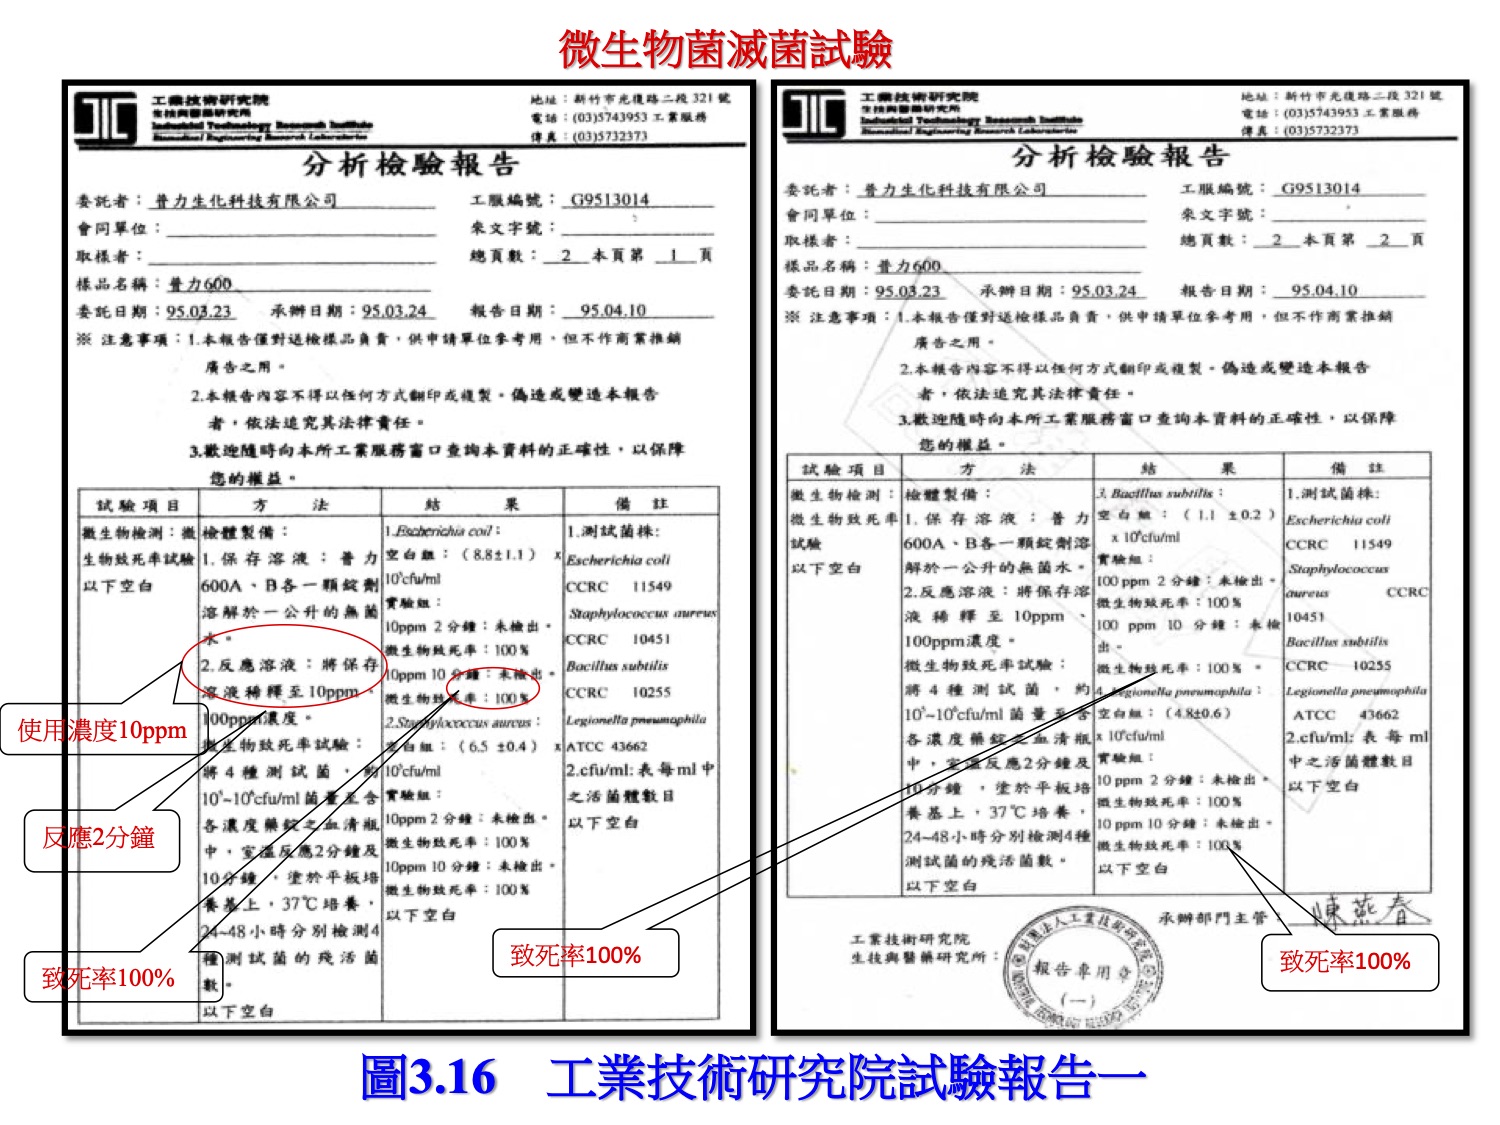 微生物菌滅菌試驗
工業技術研究院
生技與醫藥研究所
Industrial Technology Research Institute
Biomedical Engineering Research Laboratories
地址：新竹市光復路二段 321 號
電話：(03)5743953 工業服務
傳真：(03)5732373
分析檢驗報告
委託者：普力生化科技有限公司 工服編號：G9513014
會同單位： 來文字號：
取樣者： 總頁數：2 本頁第 1 頁
樣品名稱：普力600
委託日期：95.03.23 承辦日期：95.03.24 報告日期：95.04.10
※ 注意事項：1.本報告僅對送檢樣品負責，供申請單位參考用，但不作商業推銷
廣告之用。
2.本報告內容不得以任何方式翻印或複製。偽造或變造本報告
者，依法追究其法律責任。
3.歡迎隨時向本所工業服務窗口查詢本資料的正確性，以保障
您的權益。
試驗項目 方 法 結 果 備 註
微生物檢測：微
生物致死率試驗
以下空白
檢體製備：
1. 保存溶液：普力
600A、B各一顆錠劑
溶解於一公升的無菌
水。
2.反應溶液：將保存
溶液稀釋至10ppm、
100ppm濃度。
微生物致死率試驗：
將4種測試菌，約
10⁵~10⁶cfu/ml菌量至含
各濃度藥錠之血清瓶
中，室溫反應2分鐘及
10分鐘，塗於平板培
養基上，37℃培養，
24~48小時分別檢測4
種測試菌的殘活菌
數。
以下空白
1.Escherichia coil：
空白組：（8.8±1.1） x
10⁵cfu/ml
實驗組：
10ppm 2分鐘：未檢出。
微生物致死率：100%
10ppm 10分鐘：未檢出。
微生物致死率：100%
2.Staphylococcus aureus：
空白組：（6.5 ±0.4） x
10⁵cfu/ml
實驗組：
10ppm 2分鐘：未檢出。
微生物致死率：100%
10ppm 10分鐘：未檢出。
微生物致死率：100%
以下空白
1.測試菌株:
Escherichia coli
CCRC 11549
Staphylococcus aureus
CCRC 10451
Bacillus subtilis
CCRC 10255
Legionella pneumophila
ATCC 43662
2.cfu/ml: 表每ml中
之活菌體數目
以下空白
使用濃度10ppm
反應2分鐘
致死率100%
致死率100%
工業技術研究院
生技與醫藥研究所
Industrial Technology Research Institute
Biomedical Engineering Research Laboratories
地址：新竹市光復路二段 321 號
電話：(03)5743953 工業服務
傳真：(03)5732373
分析檢驗報告
委託者：普力生化科技有限公司 工服編號：G9513014
會同單位： 來文字號：
取樣者： 總頁數：2 本頁第 2 頁
樣品名稱：普力600
委託日期：95.03.23 承辦日期：95.03.24 報告日期：95.04.10
※ 注意事項：1.本報告僅對送檢樣品負責，供申請單位參考用，但不作商業推銷
廣告之用。
2.本報告內容不得以任何方式翻印或複製。偽造或變造本報告
者，依法追究其法律責任。
3.歡迎隨時向本所工業服務窗口查詢本資料的正確性，以保障
您的權益。
試驗項目 方 法 結 果 備 註
微生物檢測：
微生物致死率
試驗
以下空白
檢體製備：
1. 保存溶液：普力
600A、B各一顆錠劑溶
解於一公升的無菌水。
2.反應溶液：將保存溶
液稀釋至10ppm、
100ppm濃度。
微生物致死率試驗：
將4種測試菌，約
10⁵~10⁶cfu/ml菌量至含
各濃度藥錠之血清瓶
中，室溫反應2分鐘及
10分鐘，塗於平板培
養基上，37℃培養，
24~48小時分別檢測4種
測試菌的殘活菌數。
以下空白
3. Bacillus subtilis：
空白組：（1.1 ±0.2）
x 10⁶cfu/ml
實驗組：
100 ppm 2分鐘：未檢出。
微生物致死率：100%
100 ppm 10分鐘：未檢
出。
微生物致死率：100%。
4. Legionella pneumophila：
空白組：（4.8±0.6）
x 10⁵cfu/ml
實驗組：
10 ppm 2分鐘：未檢出。
微生物致死率：100%
10 ppm 10分鐘：未檢出。
微生物致死率：100%
以下空白
1.測試菌株:
Escherichia coli
CCRC 11549
Staphylococcus
aureus CCRC
10451
Bacillus subtilis
CCRC 10255
Legionella pneumophila
ATCC 43662
2.cfu/ml: 表每ml
中之活菌體數目
以下空白
承辦部門主管：陳燕春
工業技術研究院
生技與醫藥研究所：
財團法人工業技術研究院
報告專用章
(一)
致死率100%
圖3.16 工業技術研究院試驗報告一